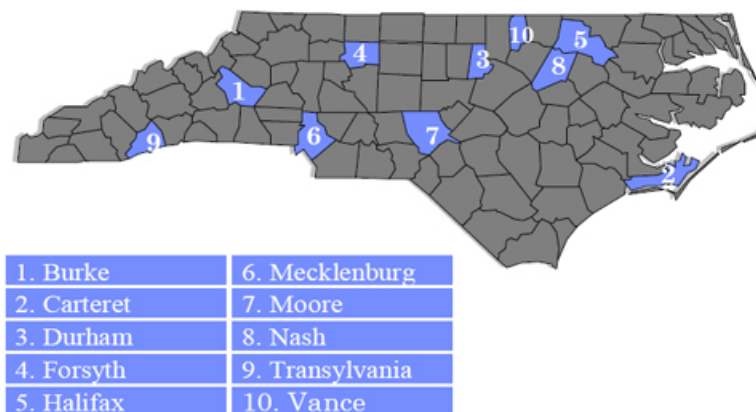 10
5
4
3
8
1
6
7
9
2
1. Burke
6. Mecklenburg
2. Carteret
7. Moore
3. Durham
8. Nash
4. Forsyth
9. Transylvania
5. Halifax
10. Vance